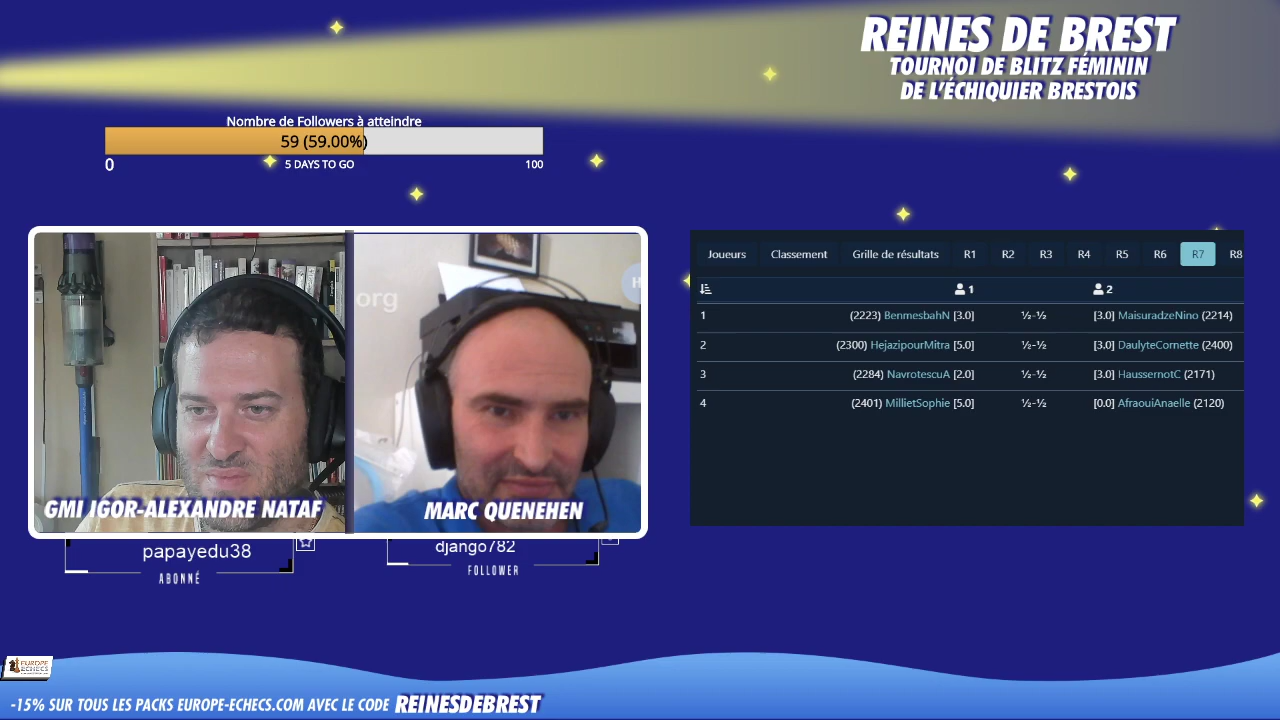 REINES DE BREST
TOURNOI DE BLITZ FÉMININ
DE L'ÉCHIQUIER BRESTOIS
Nombre de Followers à atteindre
59 (59.00%)
0 5 DAYS TO GO 100
Joueurs Classement Grille de résultats R1 R2 R3 R4 R5 R6 R7 R8
1 2
1 (2223) BenmesbahN [3.0] ½-½ [3.0] MaisuradzeNino (2214)
2 (2300) HejazipourMitra [5.0] ½-½ [3.0] DaulyteCornette (2400)
3 (2284) NavrotescuA [2.0] ½-½ [3.0] HaussernotC (2171)
4 (2401) MillietSophie [5.0] ½-½ [0.0] AfraouiAnaelle (2120)
org
H
GMI IGOR-ALEXANDRE NATAF
MARC QUENEHEN
papayedu38
ABONNÉ
django782
FOLLOWER
EUROPE
ECHECS
-15% SUR TOUS LES PACKS EUROPE-ECHECS.COM AVEC LE CODE REINESDEBREST